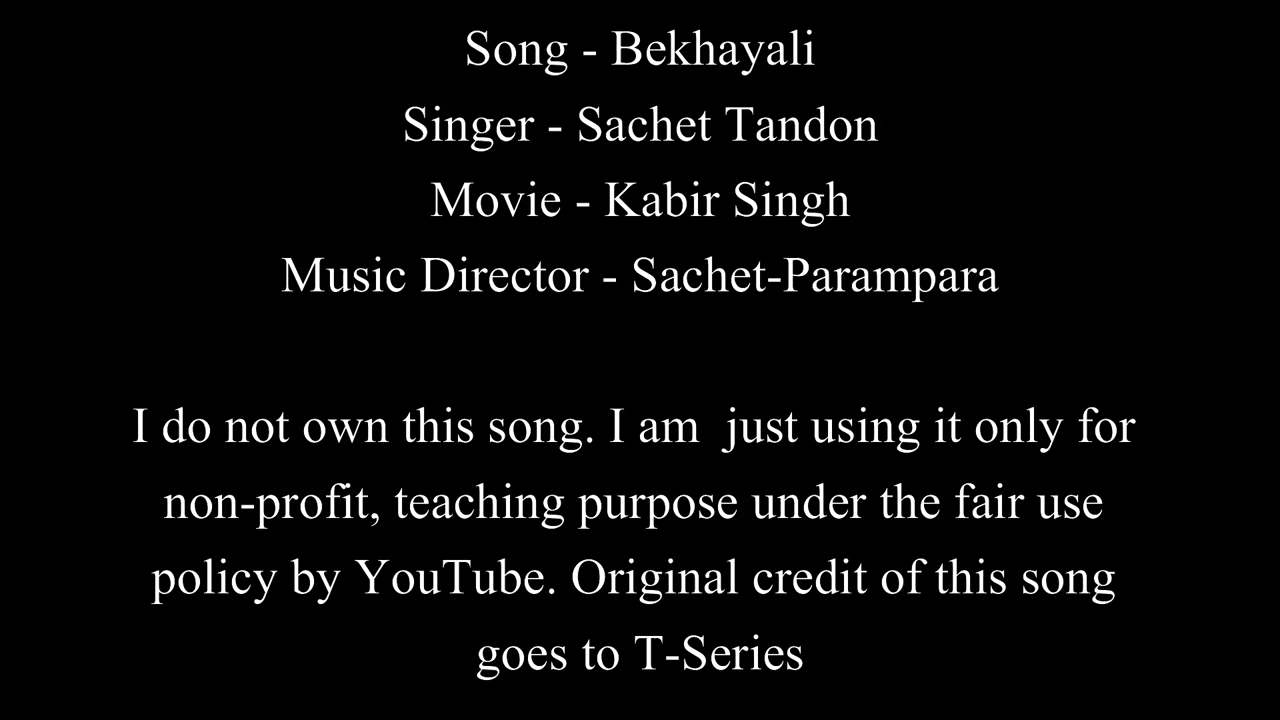 Song - Bekhayali
Singer - Sachet Tandon
Movie - Kabir Singh
Music Director - Sachet-Parampara
I do not own this song. I am  just using it only for
non-profit, teaching purpose under the fair use
policy by YouTube. Original credit of this song
goes to T-Series